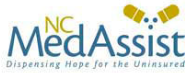 NC
MedAssist
Dispensing Hope for the Uninsured